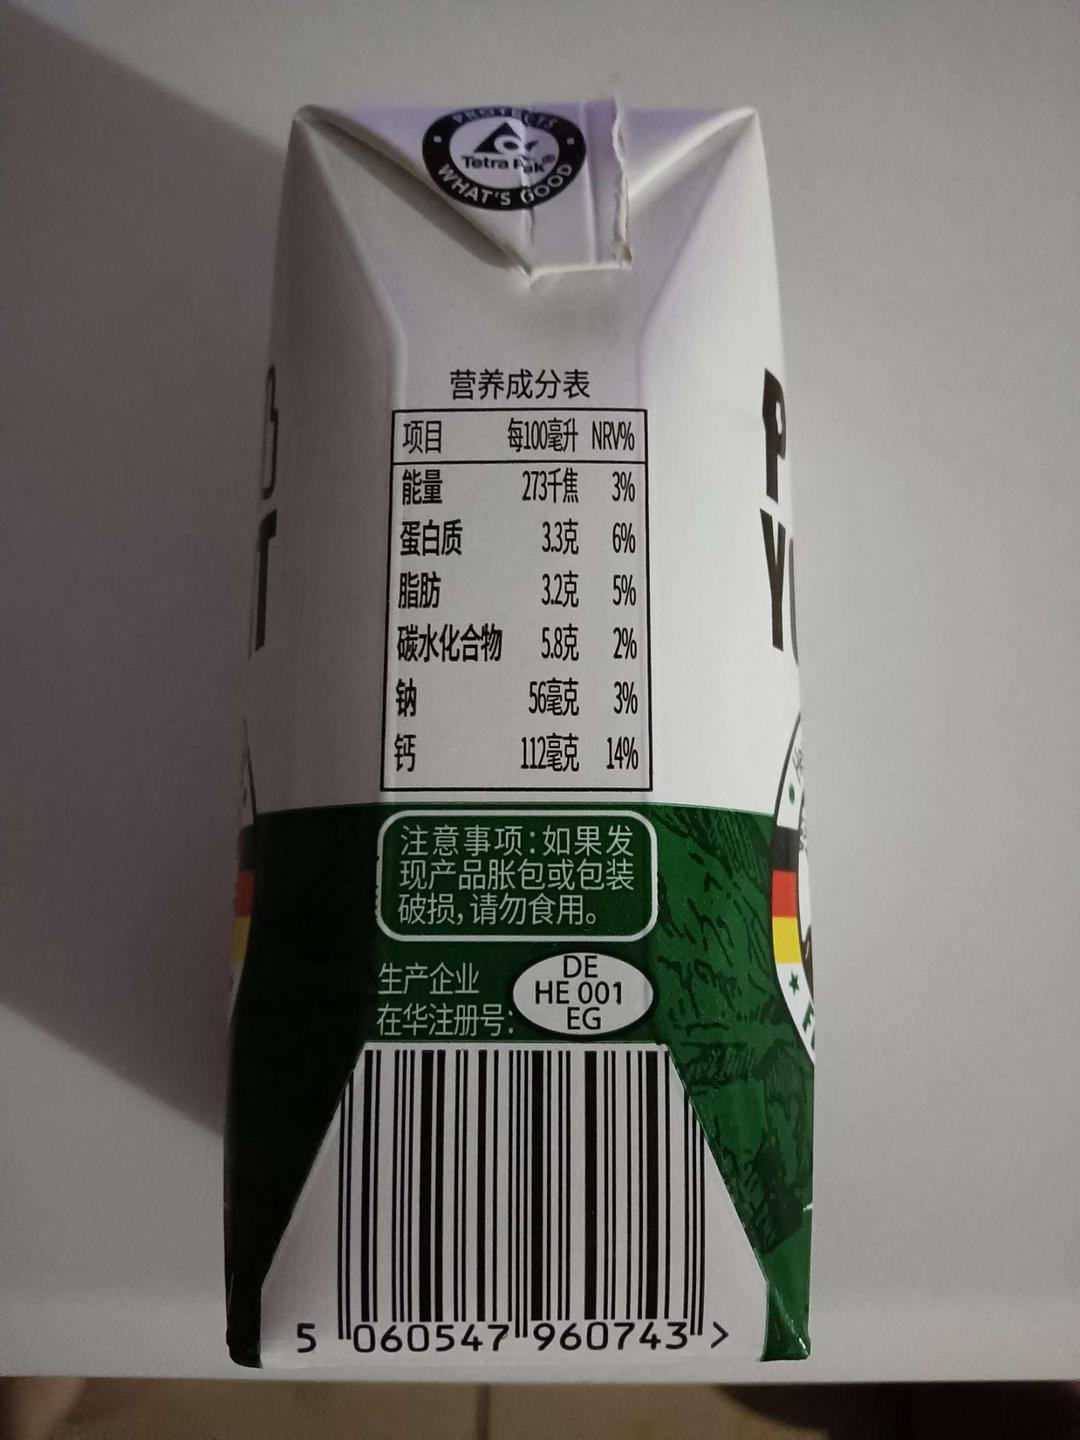 PROTECTS
Tetra Pak®
WHAT'S GOOD
营养成分表
项目 每100毫升 NRV%
能量 273千焦 3%
蛋白质 3.3克 6%
脂肪 3.2克 5%
碳水化合物 5.8克 2%
钠 56毫克 3%
钙 112毫克 14%
注意事项:如果发
现产品胀包或包装
破损,请勿食用。
生产企业
在华注册号:
DE
HE 001
EG
5 060547 960743 >